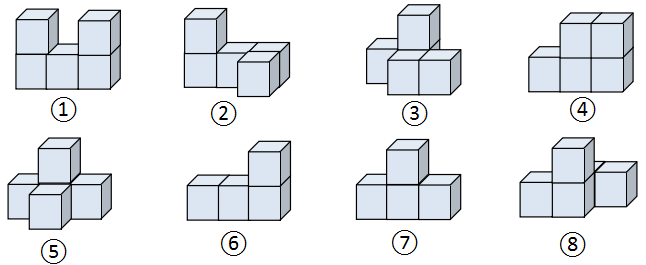 ① ② ③ ④
⑤ ⑥ ⑦ ⑧